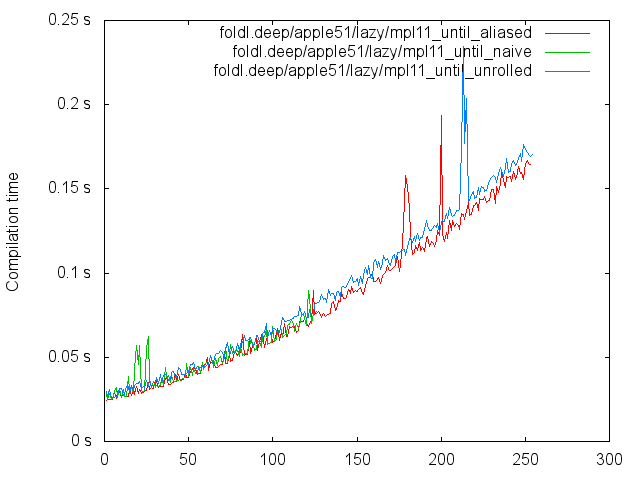 0.25 s
foldl.deep/apple51/lazy/mpl11_until_aliased
foldl.deep/apple51/lazy/mpl11_until_naive
foldl.deep/apple51/lazy/mpl11_until_unrolled
0.2 s
0.15 s
Compilation time
0.1 s
0.05 s
0 s
0 50 100 150 200 250 300